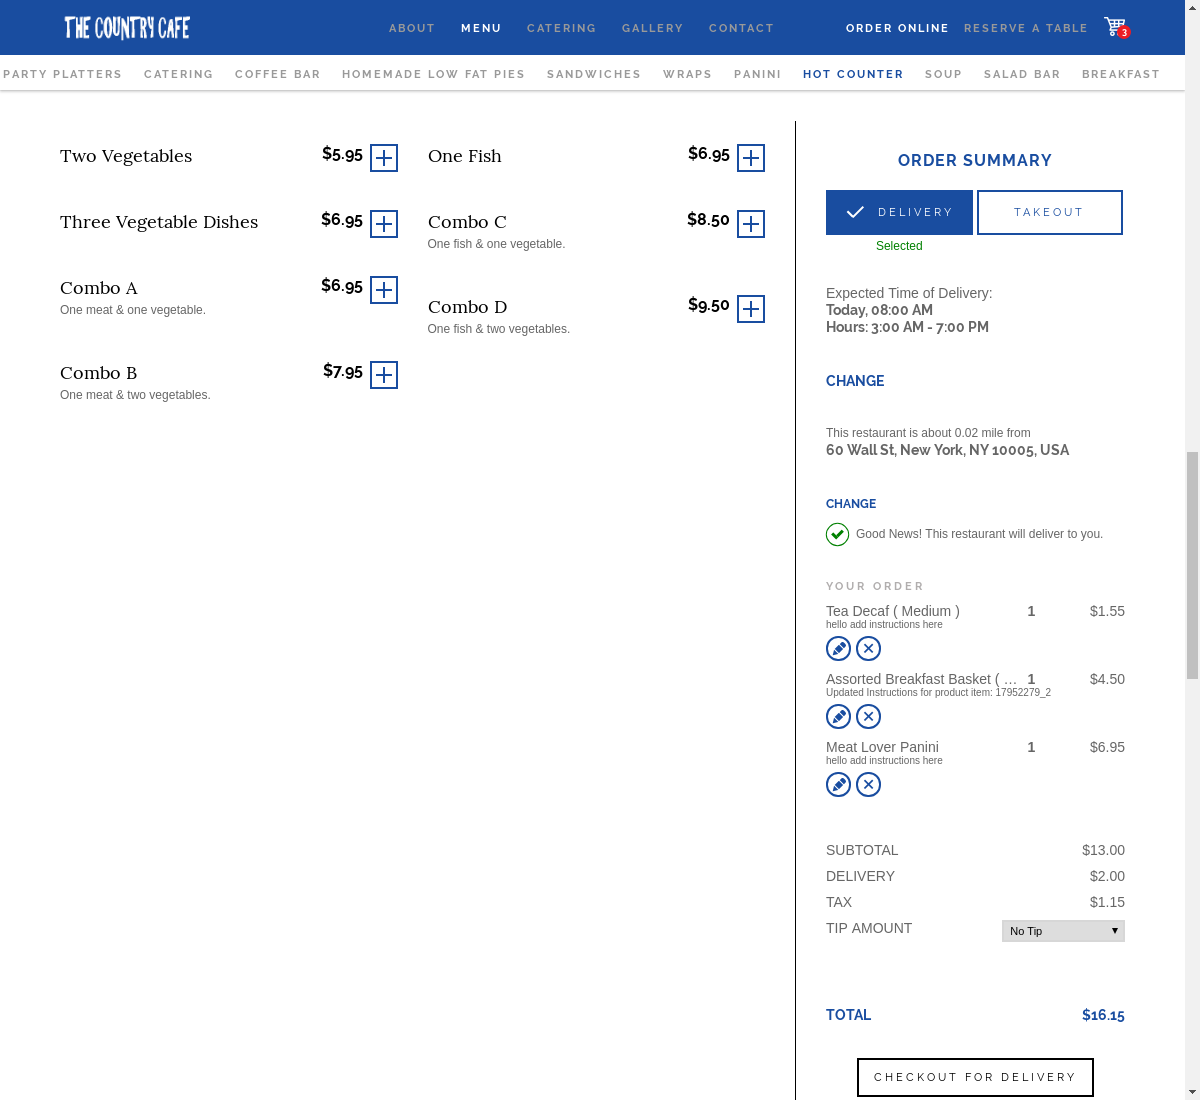 THE COUNTRY CAFE
ABOUT MENU CATERING GALLERY CONTACT ORDER ONLINE RESERVE A TABLE 3
PARTY PLATTERS CATERING COFFEE BAR HOMEMADE LOW FAT PIES SANDWICHES WRAPS PANINI HOT COUNTER SOUP SALAD BAR BREAKFAST
Two Vegetables $5.95
Three Vegetable Dishes $6.95
Combo A $6.95
One meat & one vegetable.
Combo B $7.95
One meat & two vegetables.
One Fish $6.95
Combo C $8.50
One fish & one vegetable.
Combo D $9.50
One fish & two vegetables.
ORDER SUMMARY
DELIVERY TAKEOUT
Selected
Expected Time of Delivery:
Today, 08:00 AM
Hours: 3:00 AM - 7:00 PM
CHANGE
This restaurant is about 0.02 mile from
60 Wall St, New York, NY 10005, USA
CHANGE
Good News! This restaurant will deliver to you.
YOUR ORDER
Tea Decaf ( Medium ) 1 $1.55
hello add instructions here
Assorted Breakfast Basket ( … 1 $4.50
Updated Instructions for product item: 17952279_2
Meat Lover Panini 1 $6.95
hello add instructions here
SUBTOTAL $13.00
DELIVERY $2.00
TAX $1.15
TIP AMOUNT No Tip
TOTAL $16.15
CHECKOUT FOR DELIVERY